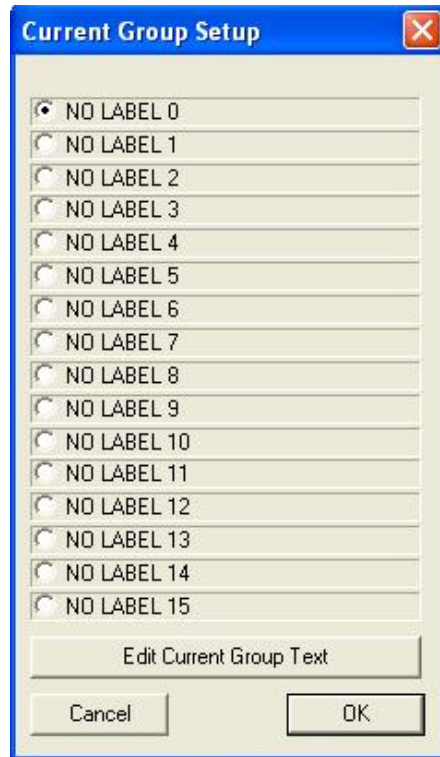 Current Group Setup
NO LABEL 0
NO LABEL 1
NO LABEL 2
NO LABEL 3
NO LABEL 4
NO LABEL 5
NO LABEL 6
NO LABEL 7
NO LABEL 8
NO LABEL 9
NO LABEL 10
NO LABEL 11
NO LABEL 12
NO LABEL 13
NO LABEL 14
NO LABEL 15
Edit Current Group Text
Cancel OK